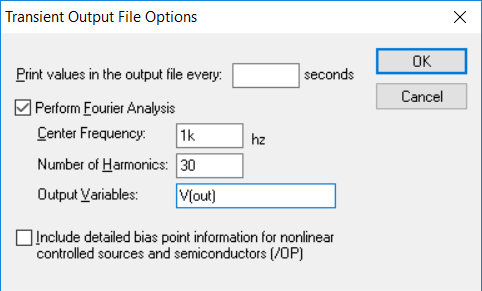 Transient Output File Options
Print values in the output file every: seconds
OK
Cancel
Perform Fourier Analysis
Center Frequency: 1k hz
Number of Harmonics: 30
Output Variables: V(out)
Include detailed bias point information for nonlinear
controlled sources and semiconductors (/OP)